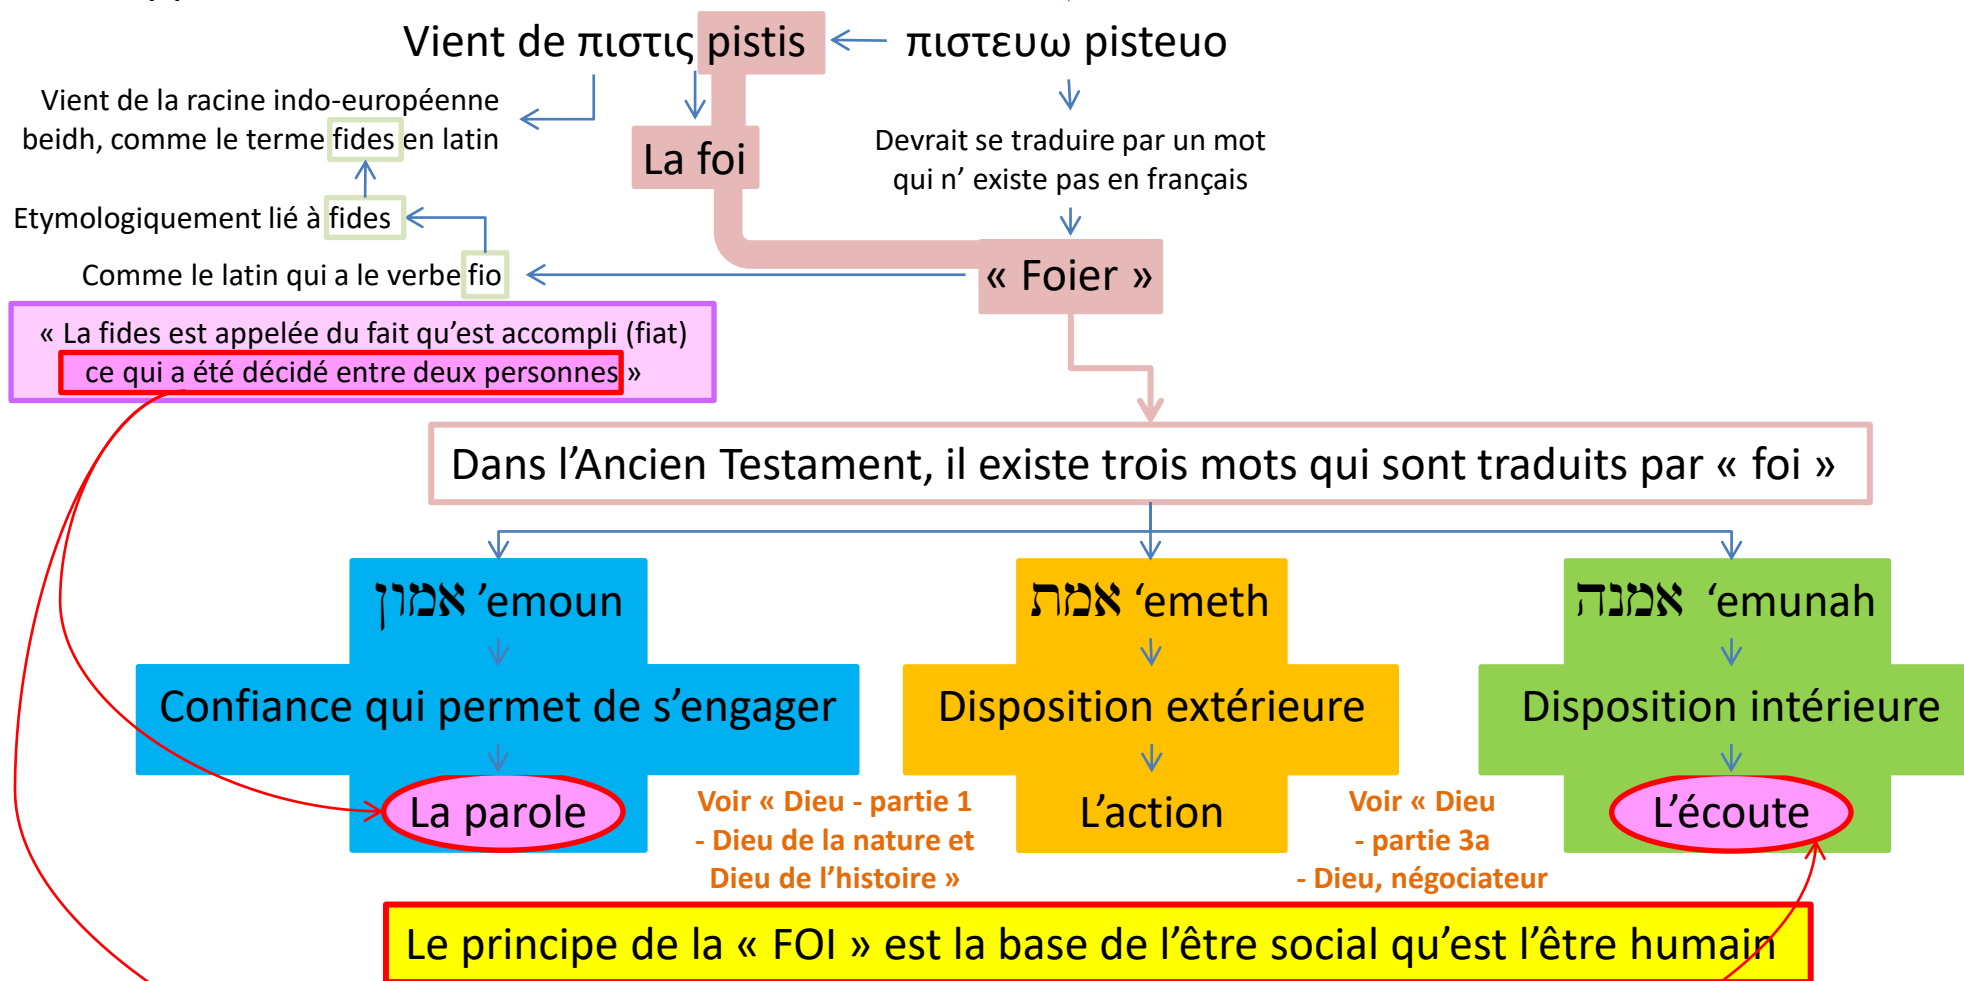 Vient de πιστις pistis
πιστευω pisteuo
Vient de la racine indo-européenne
beidh, comme le terme fides en latin
La foi
Devrait se traduire par un mot
qui n’ existe pas en français
Etymologiquement lié à fides
Comme le latin qui a le verbe fio
« Foier »
« La fides est appelée du fait qu’est accompli (fiat)
ce qui a été décidé entre deux personnes »
Dans l’Ancien Testament, il existe trois mots qui sont traduits par « foi »
אמון ’emoun
אמת ‘emeth
אמנה ‘emunah
Confiance qui permet de s’engager
Disposition extérieure
Disposition intérieure
La parole
L’action
L’écoute
Voir « Dieu - partie 1
- Dieu de la nature et
Dieu de l’histoire »
Voir « Dieu
- partie 3a
- Dieu, négociateur
Le principe de la « FOI » est la base de l’être social qu’est l’être humain